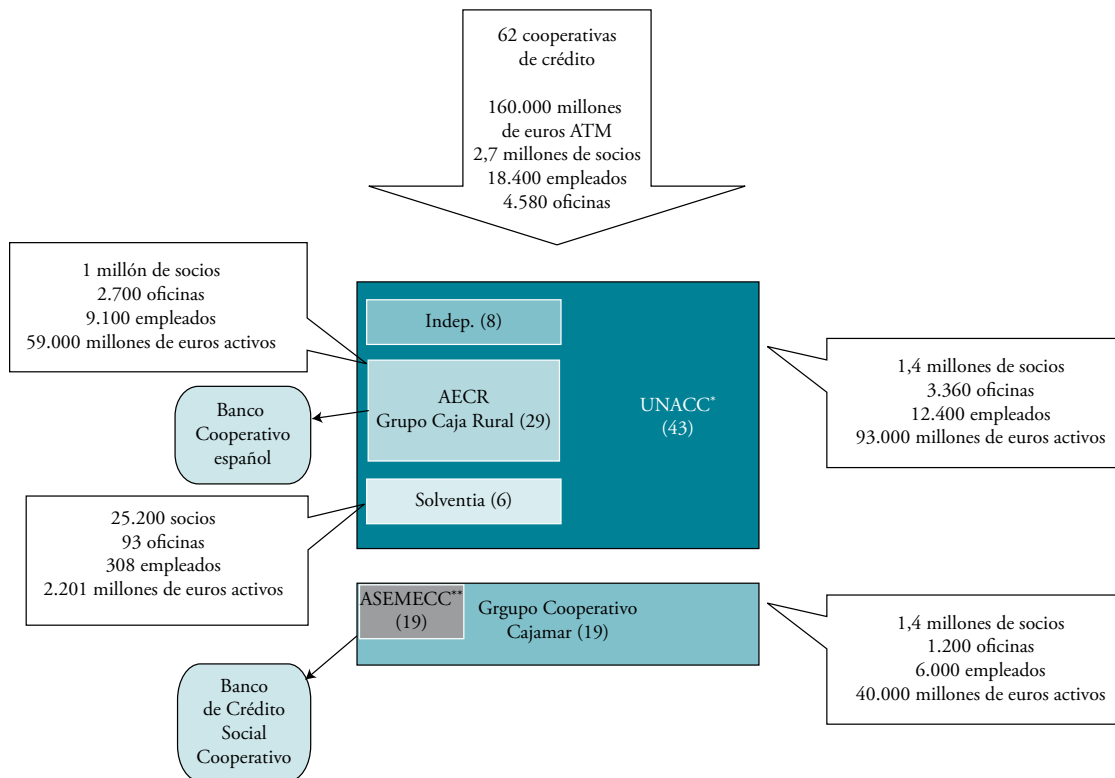 62 cooperativas
de crédito
160.000 millones
de euros ATM
2,7 millones de socios
18.400 empleados
4.580 oficinas
1 millón de socios
2.700 oficinas
9.100 empleados
59.000 millones de euros activos
Indep. (8)
AECR
Grupo Caja Rural (29)
UNACC*
(43)
1,4 millones de socios
3.360 oficinas
12.400 empleados
93.000 millones de euros activos
Banco
Cooperativo
español
Solventia (6)
25.200 socios
93 oficinas
308 empleados
2.201 millones de euros activos
ASEMECC**
(19)
Grgupo Cooperativo
Cajamar (19)
1,4 millones de socios
1.200 oficinas
6.000 empleados
40.000 millones de euros activos
Banco
de Crédito
Social
Cooperativo